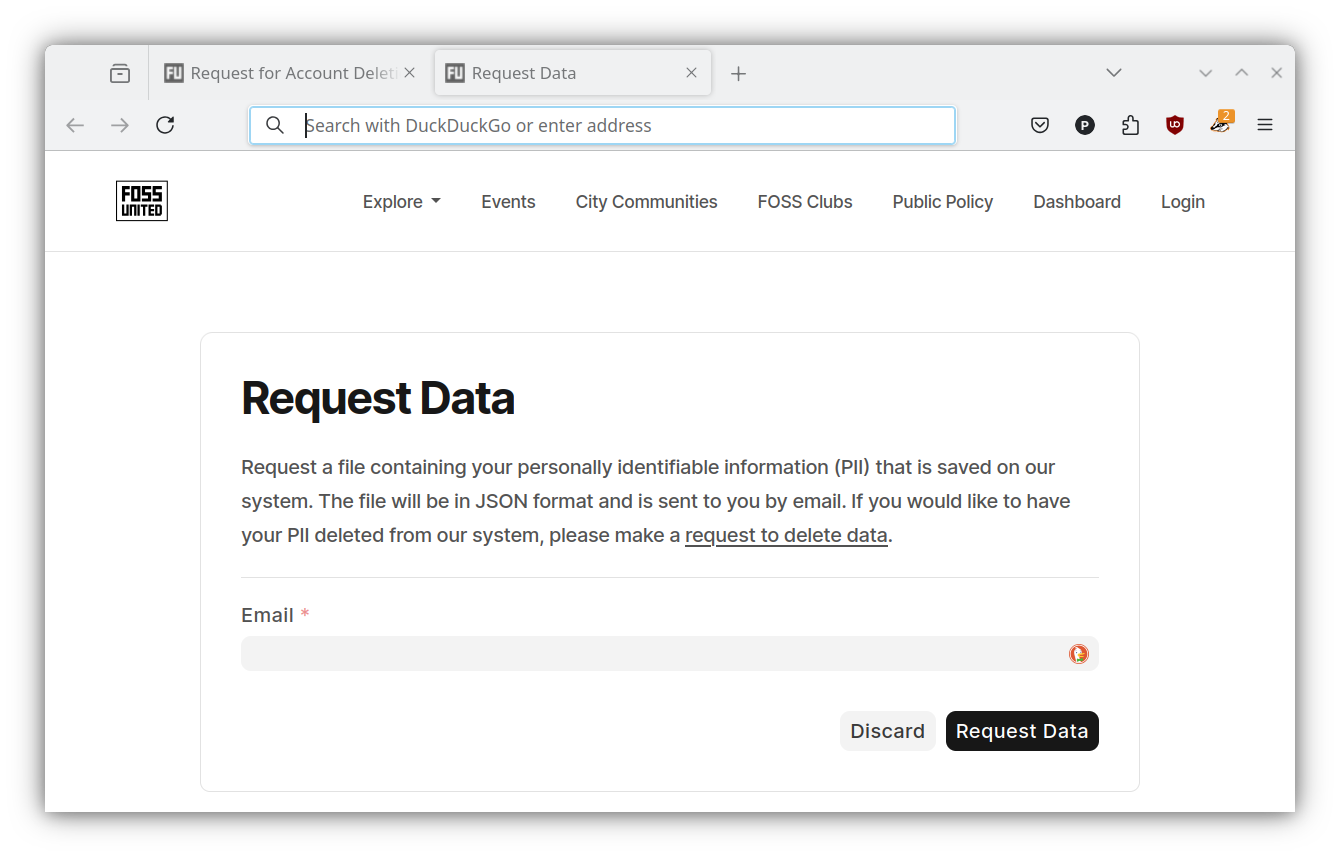 FU Request for Account Deleti
FU Request Data
Search with DuckDuckGo or enter address
P
2
FOSS
UNITED
Explore Events City Communities FOSS Clubs Public Policy Dashboard Login
Request Data
Request a file containing your personally identifiable information (PII) that is saved on our
system. The file will be in JSON format and is sent to you by email. If you would like to have
your PII deleted from our system, please make a request to delete data.
Email *
Discard Request Data